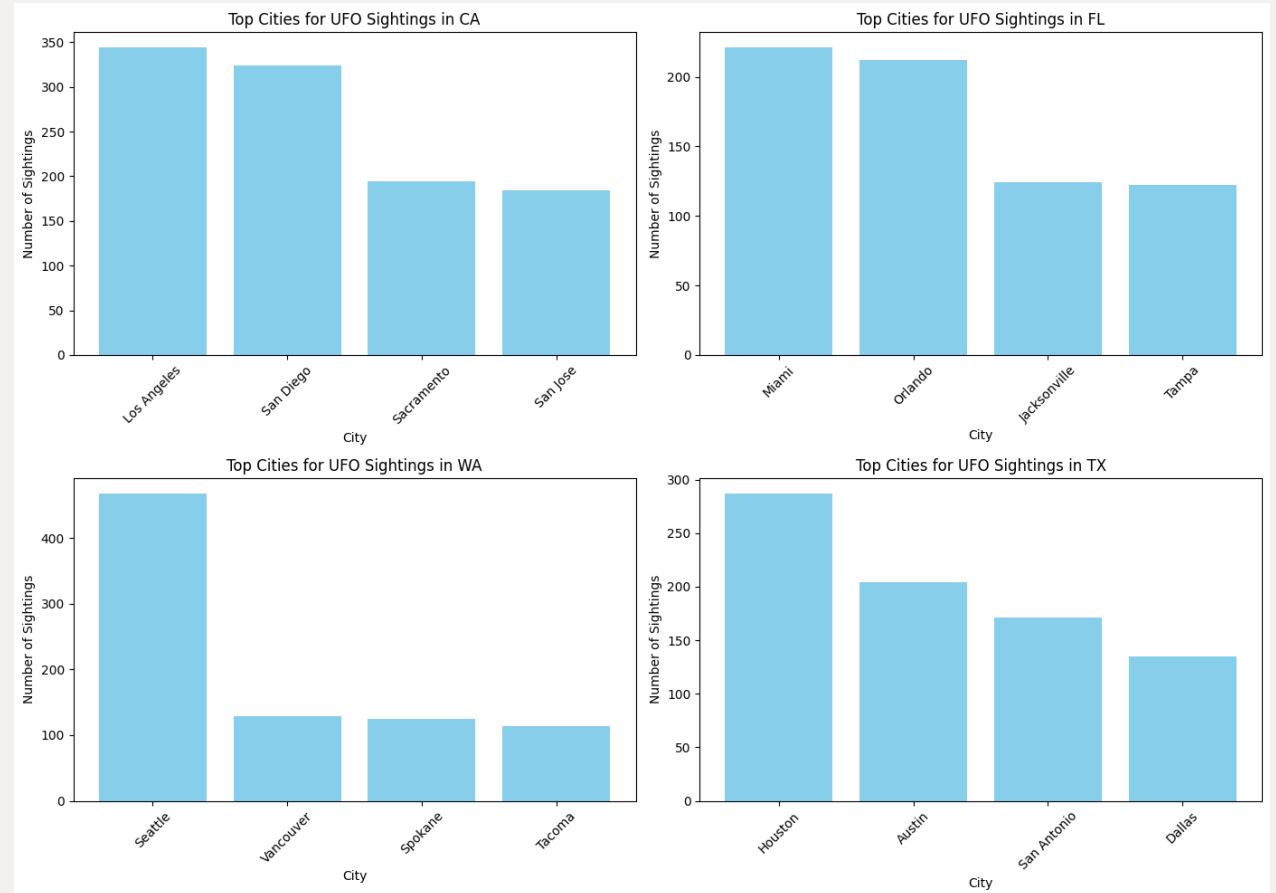 Top Cities for UFO Sightings in CA
Number of Sightings
350
300
250
200
150
100
50
0
Los Angeles
San Diego
Sacramento
San Jose
City
Top Cities for UFO Sightings in FL
Number of Sightings
200
150
100
50
0
Miami
Orlando
Jacksonville
Tampa
City
Top Cities for UFO Sightings in WA
Number of Sightings
400
300
200
100
0
Seattle
Vancouver
Spokane
Tacoma
City
Top Cities for UFO Sightings in TX
Number of Sightings
300
250
200
150
100
50
0
Houston
Austin
San Antonio
Dallas
City